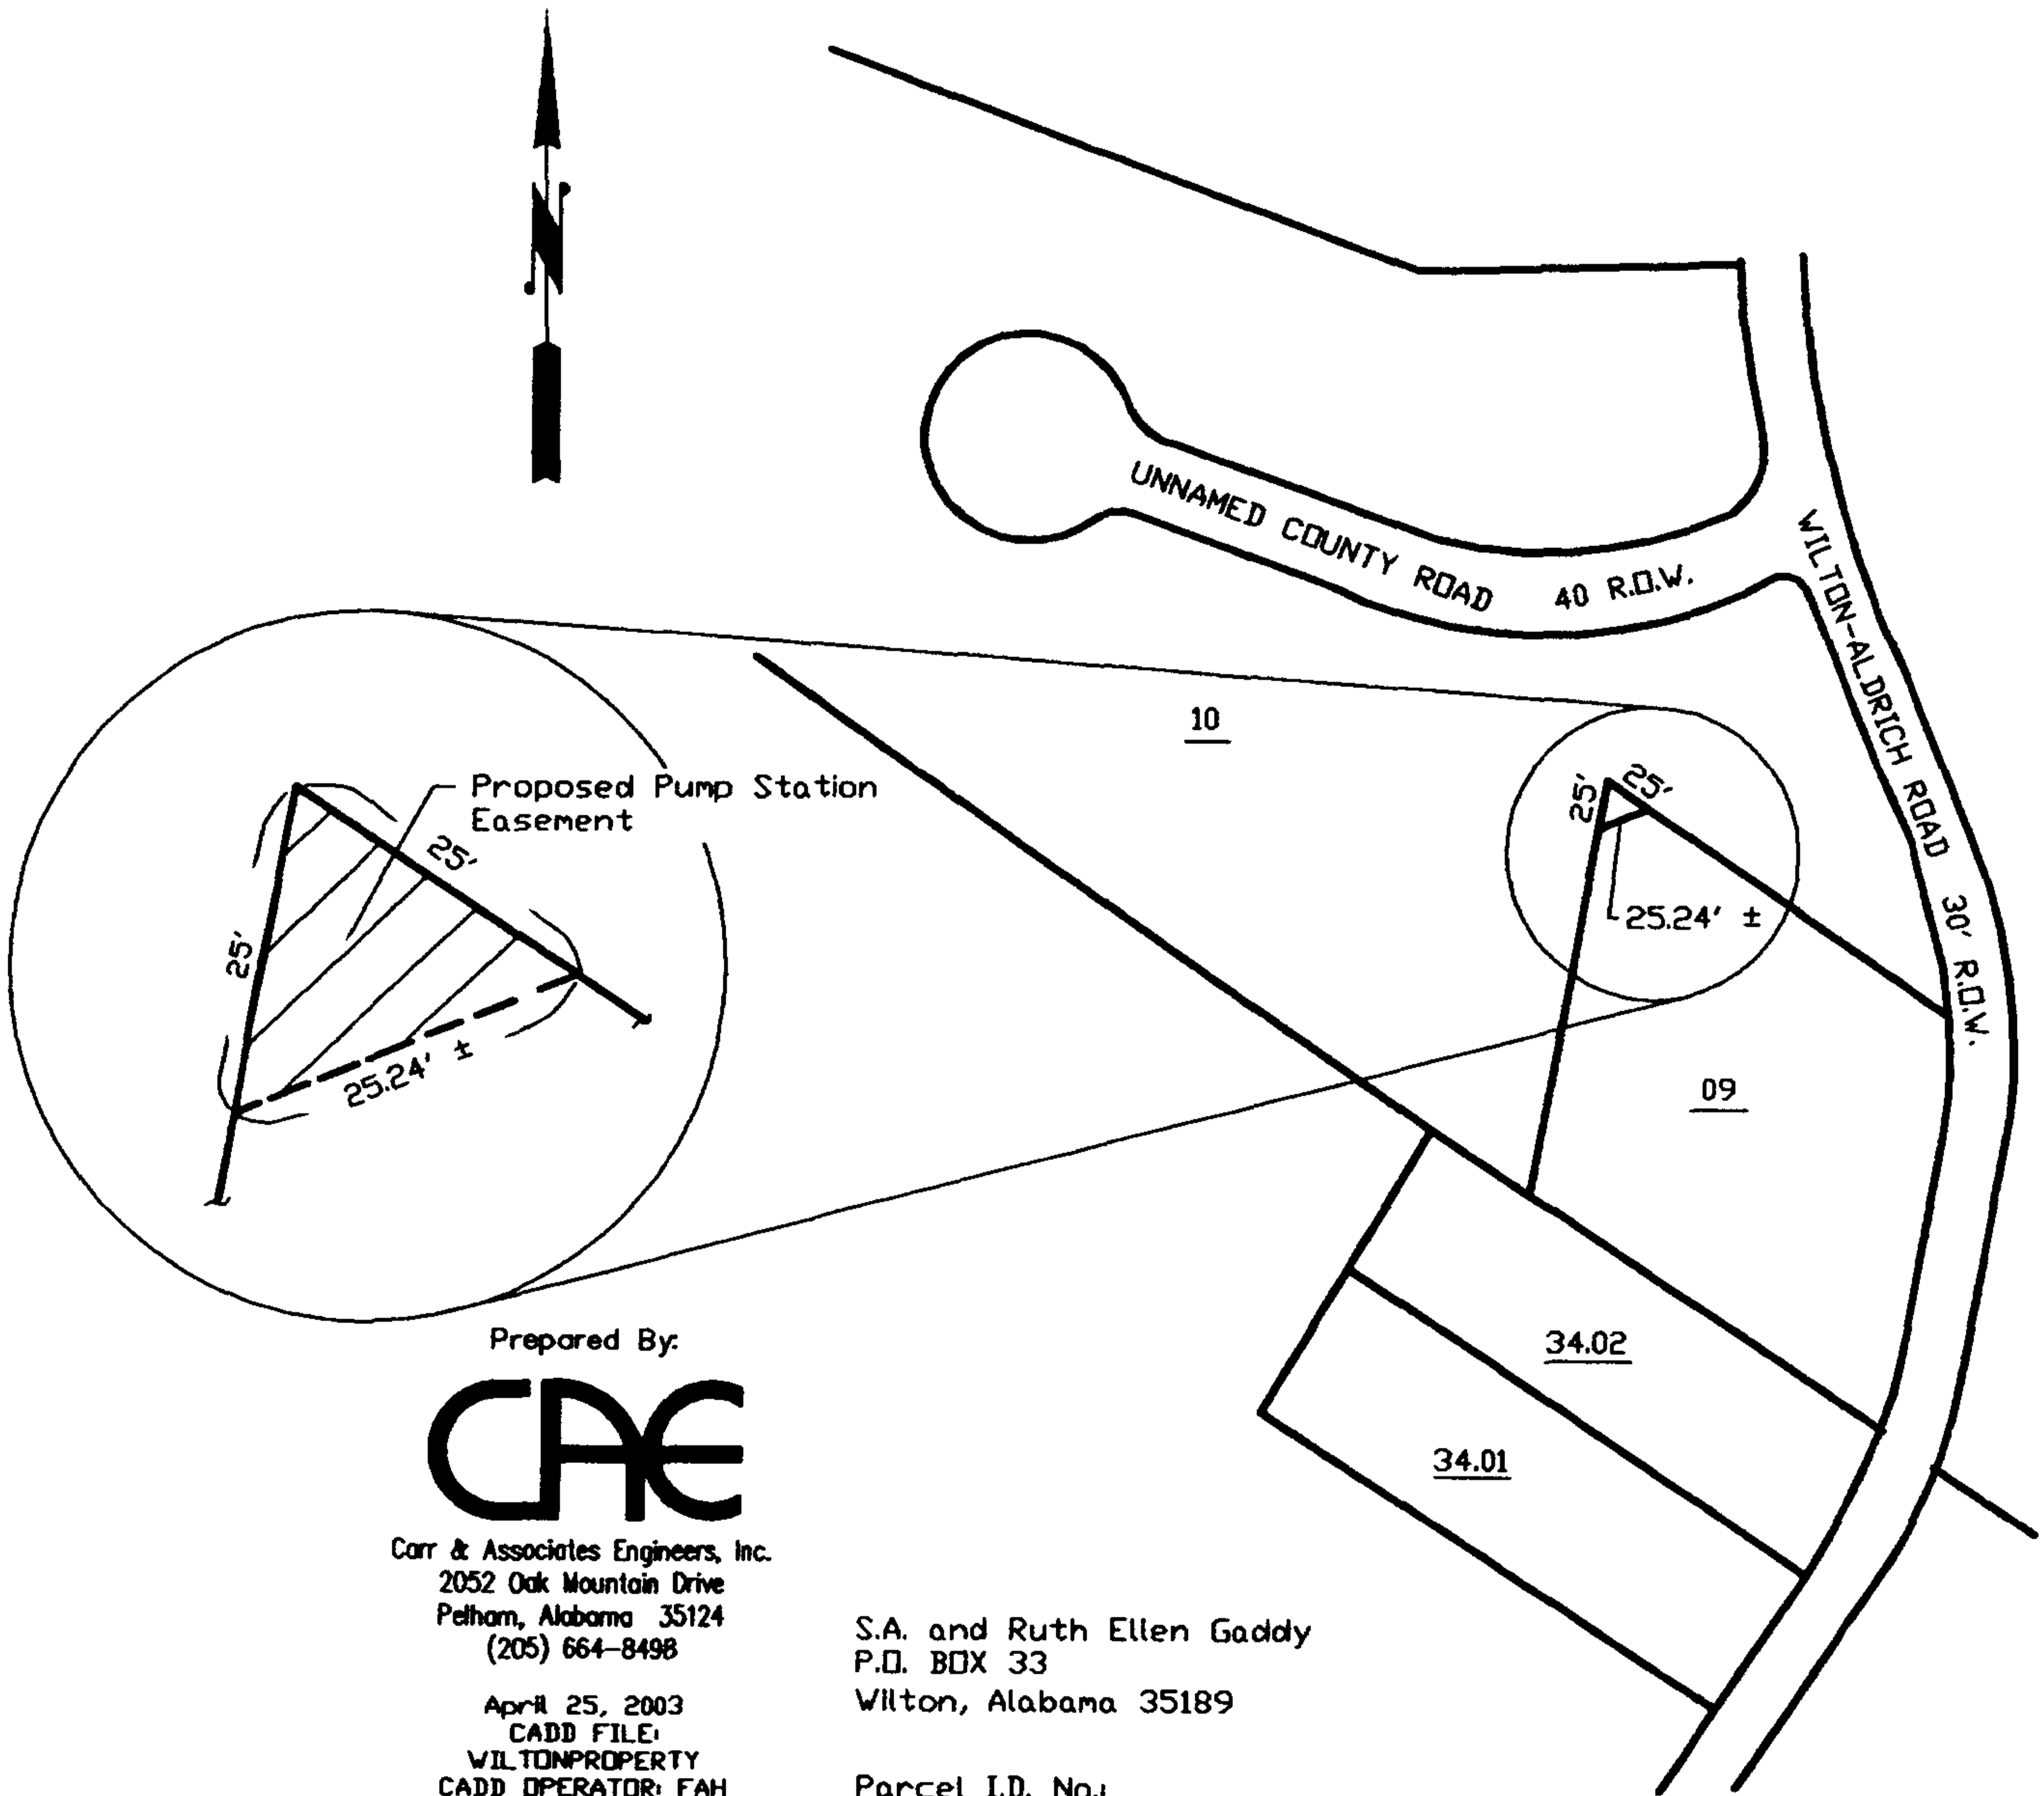 N
UNNAMED COUNTY ROAD 40 R.O.W.
WILTON-ALDRICH ROAD 30' R.O.W.
10
Proposed Pump Station
Easement
25'
25'
25.24' ±
25'
25'
25.24' ±
09
34.02
34.01
Prepared By:
CAE
Carr & Associates Engineers, Inc.
2052 Oak Mountain Drive
Pelham, Alabama 35124
(205) 664-8498
April 25, 2003
CADD FILE:
WILTONPROPERTY
CADD OPERATOR: FAH
S.A. and Ruth Ellen Gaddy
P.O. BOX 33
Wilton, Alabama 35189
Parcel I.D. No.: